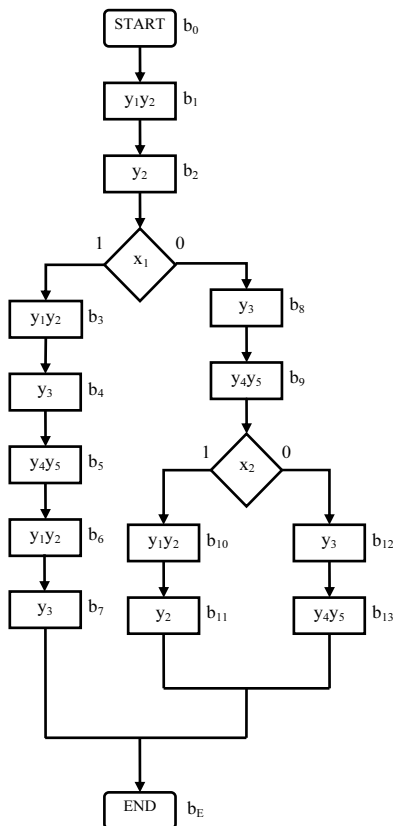 START b₀
y₁y₂ b₁
y₂ b₂
1 x₁ 0
y₁y₂ b₃
y₃ b₈
y₃ b₄
y₄y₅ b₉
y₄y₅ b₅
1 x₂ 0
y₁y₂ b₆
y₁y₂ b₁₀
y₃ b₁₂
y₃ b₇
y₂ b₁₁
y₄y₅ b₁₃
END b_E